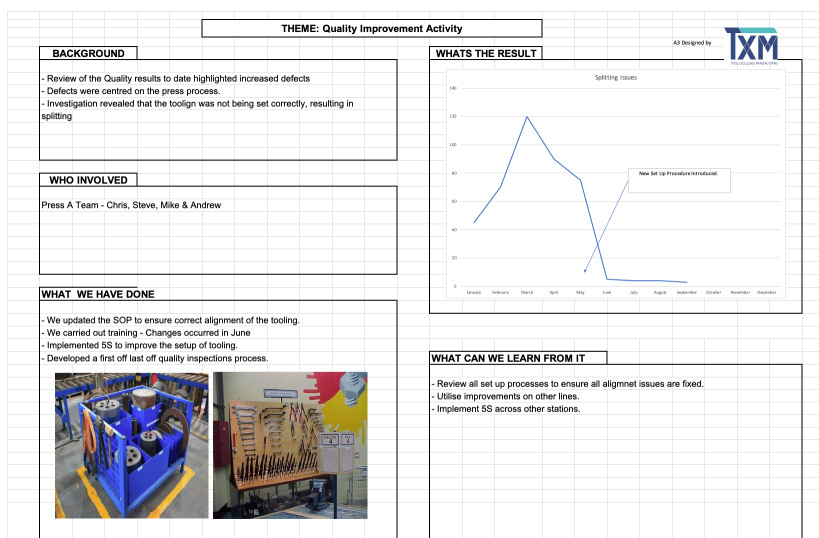 THEME: Quality Improvement Activity
A3 Designed by
TXM
TOTAL EXCELLENCE MANUFACTURING
BACKGROUND
- Review of the Quality results to date highlighted increased defects
- Defects were centred on the press process.
- Investigation revealed that the toolign was not being set correctly, resulting in
splitting
WHO INVOLVED
Press A Team - Chris, Steve, Mike & Andrew
WHAT WE HAVE DONE
- We updated the SOP to ensure correct alignment of the tooling.
- We carried out training - Changes occurred in June
- Implemented 5S to improve the setup of tooling.
- Developed a first off last off quality inspections process.
WHATS THE RESULT
Splitting Issues
140
120
100
80
60
40
20
0
New Set Up Procedure Introduced.
January February March April May June July August September October November December
WHAT CAN WE LEARN FROM IT
- Review all set up processes to ensure all aligmnet issues are fixed.
- Utilise improvements on other lines.
- Implement 5S across other stations.